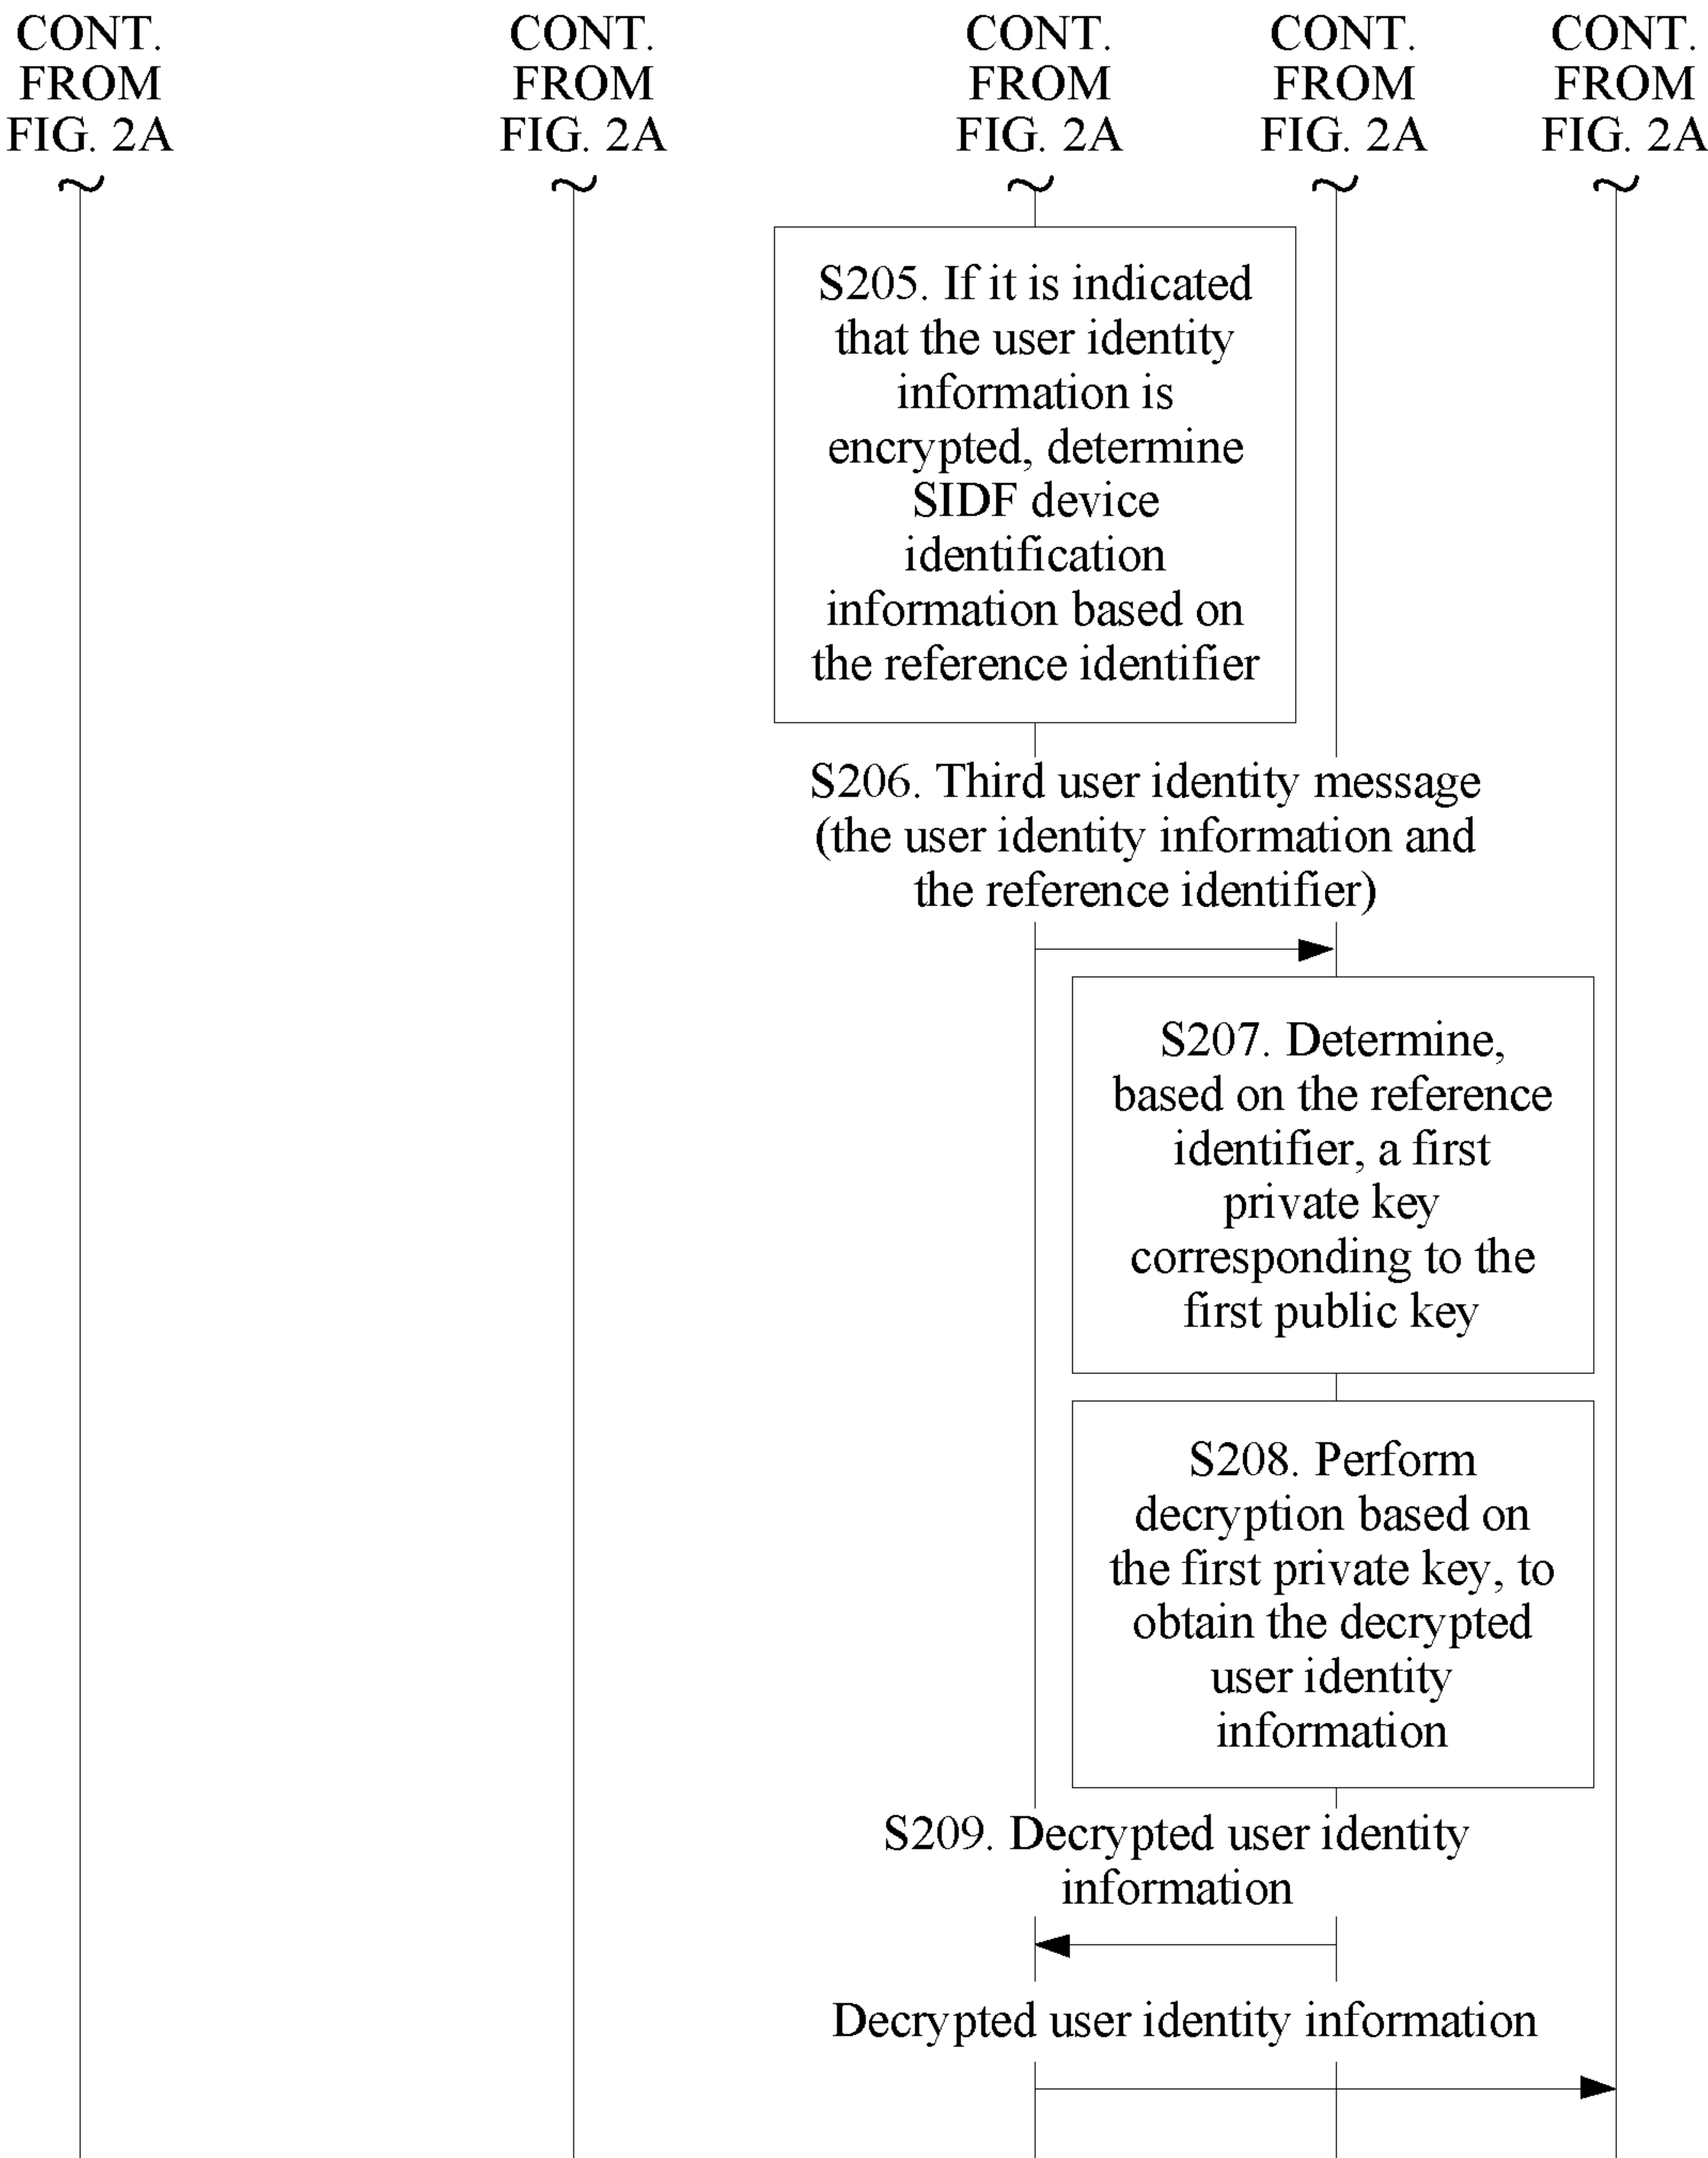 CONT.
FROM
FIG. 2A
CONT.
FROM
FIG. 2A
CONT.
FROM
FIG. 2A
CONT.
FROM
FIG. 2A
CONT.
FROM
FIG. 2A
S205. If it is indicated
that the user identity
information is
encrypted, determine
SIDF device
identification
information based on
the reference identifier
S206. Third user identity message
(the user identity information and
the reference identifier)
S207. Determine,
based on the reference
identifier, a first
private key
corresponding to the
first public key
S208. Perform
decryption based on
the first private key, to
obtain the decrypted
user identity
information
S209. Decrypted user identity
information
Decrypted user identity information